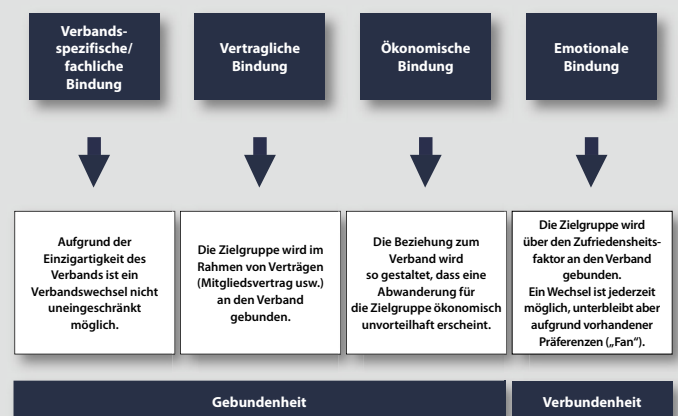 Verbands-
spezifische/
fachliche
Bindung
Vertragliche
Bindung
Ökonomische
Bindung
Emotionale
Bindung
Aufgrund der
Einzigartigkeit des
Verbands ist ein
Verbandswechsel nicht
uneingeschränkt
möglich.
Die Zielgruppe wird im
Rahmen von Verträgen
(Mitgliedsvertrag usw.)
an den Verband
gebunden.
Die Beziehung zum
Verband wird
so gestaltet, dass eine
Abwanderung für
die Zielgruppe ökonomisch
unvorteilhaft erscheint.
Die Zielgruppe wird
über den Zufriedensheits-
faktor an den Verband
gebunden.
Ein Wechsel ist jederzeit
möglich, unterbleibt aber
aufgrund vorhandener
Präferenzen („Fan“).
Gebundenheit
Verbundenheit